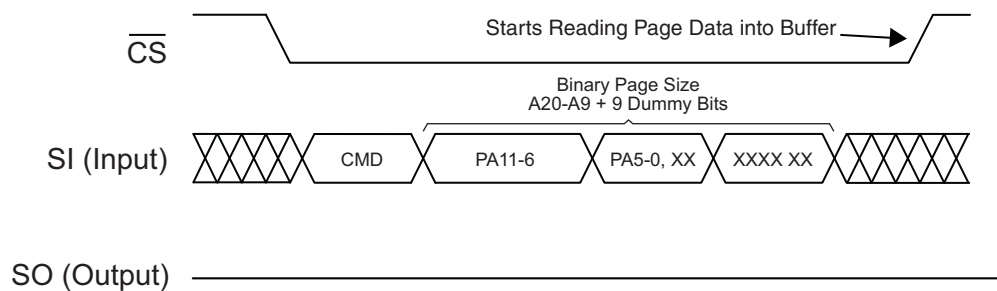 CS
Starts Reading Page Data into Buffer
Binary Page Size
A20-A9 + 9 Dummy Bits
SI (Input)
CMD
PA11-6
PA5-0, XX
XXXX XX
SO (Output)